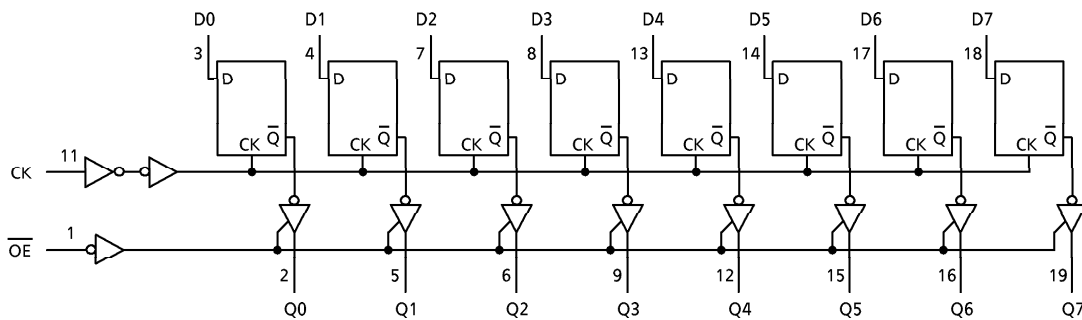 D0 D1 D2 D3 D4 D5 D6 D7
3 4 7 8 13 14 17 18
D D D D D D D D
CK Q̅ CK Q̅ CK Q̅ CK Q̅ CK Q̅ CK Q̅ CK Q̅ CK Q̅
CK 11
O̅E̅ 1
2 5 6 9 12 15 16 19
Q0 Q1 Q2 Q3 Q4 Q5 Q6 Q7